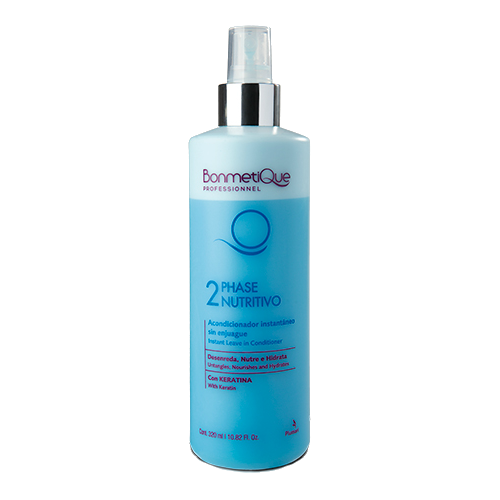 BonmetiQue
PROFESSIONNEL
2 PHASE
NUTRITIVO
Acondicionador instantáneo
sin enjuague
Instant Leave in Conditioner
Desenreda, Nutre e Hidrata
Untangles, Nourishes and Hydrates
Con KERATINA
With Keratin
Cont. 320 ml | 10.82 Fl. Oz.